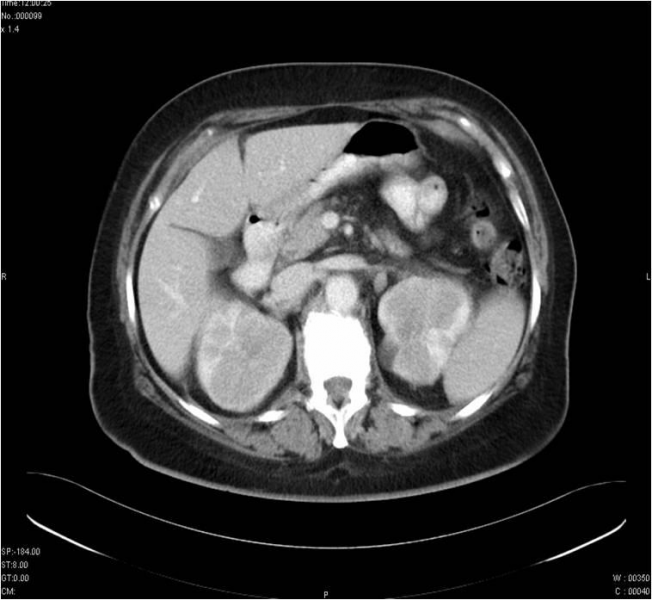 Time:12:00:25
No.:000099
x 1.4
R
L
SP:-184.00
ST:8.00
GT:0.00
CM:
P
W : 00350
C : 00040